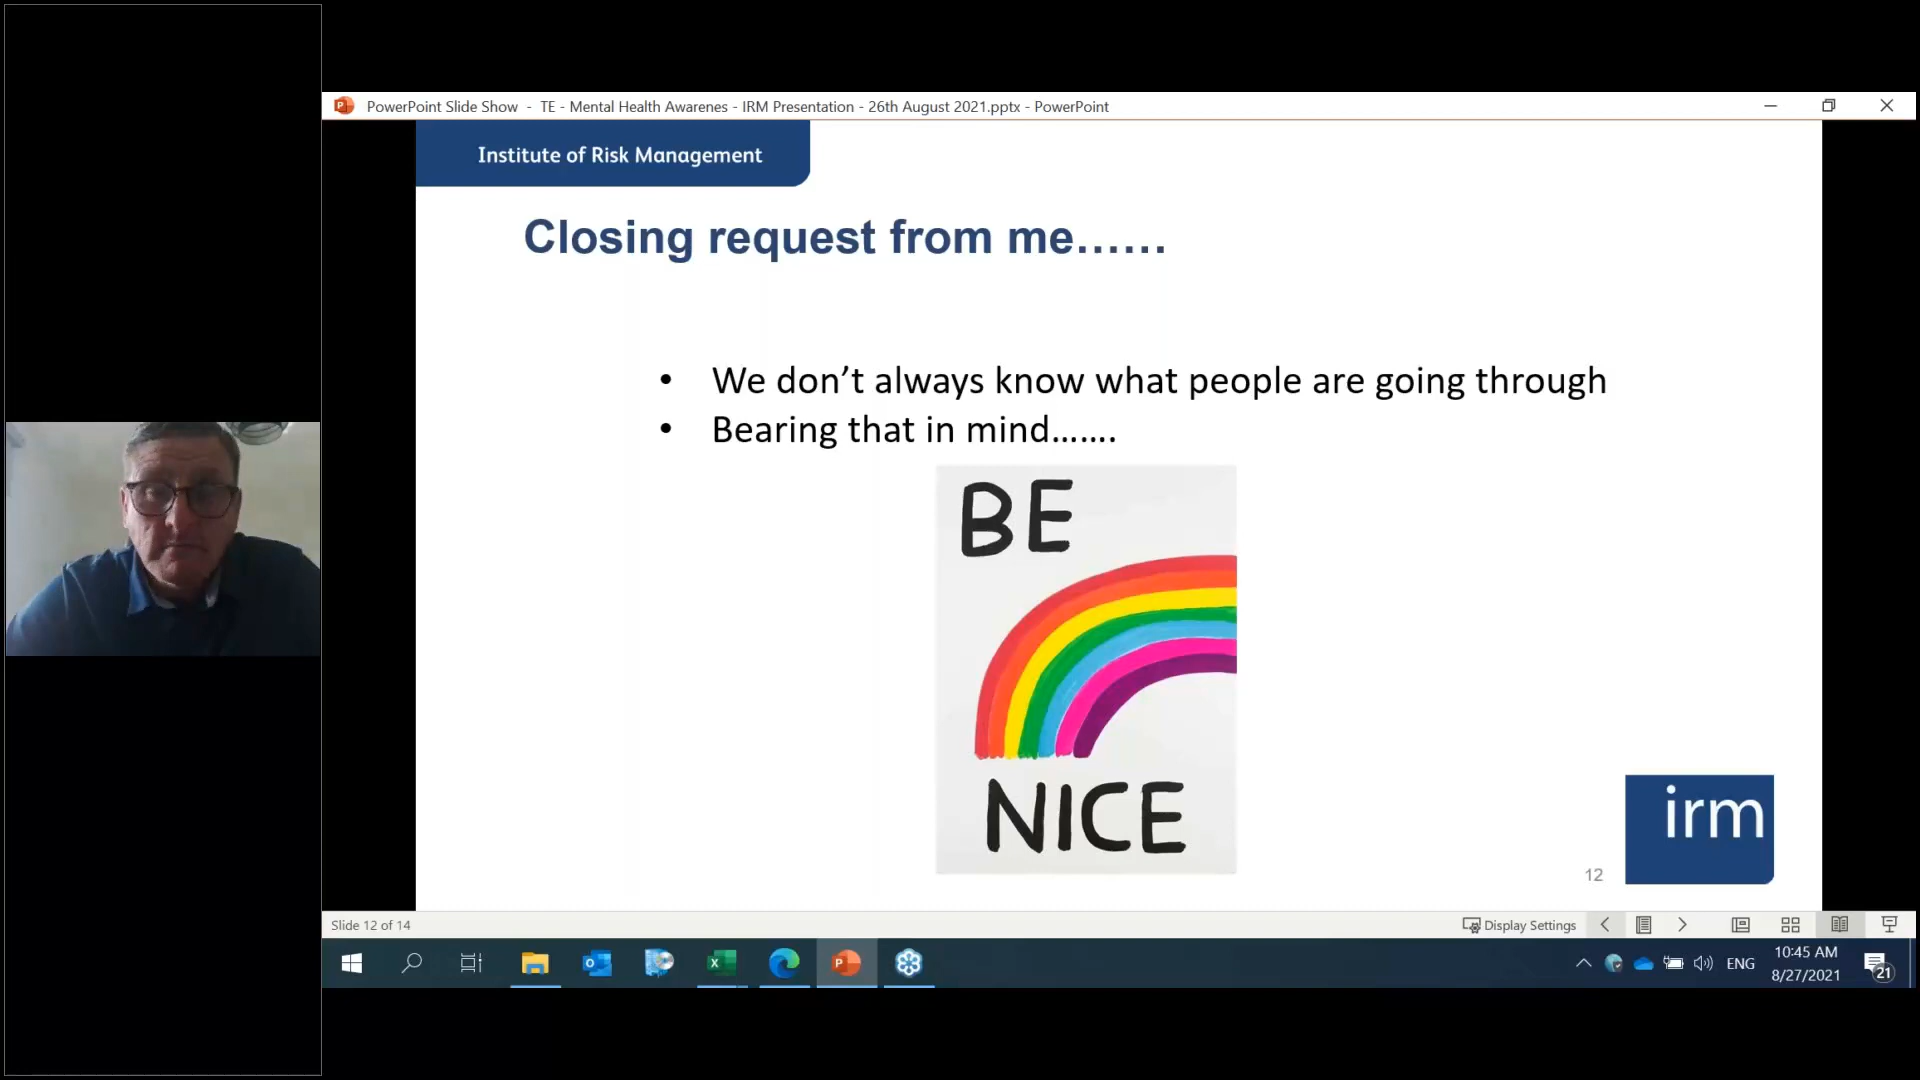 PowerPoint Slide Show - TE - Mental Health Awarenes - IRM Presentation - 26th August 2021.pptx - PowerPoint
Institute of Risk Management
Closing request from me......
• We don’t always know what people are going through
• Bearing that in mind.......
BE
NICE
irm
12
Slide 12 of 14
Display Settings
ENG
10:45 AM
8/27/2021
21